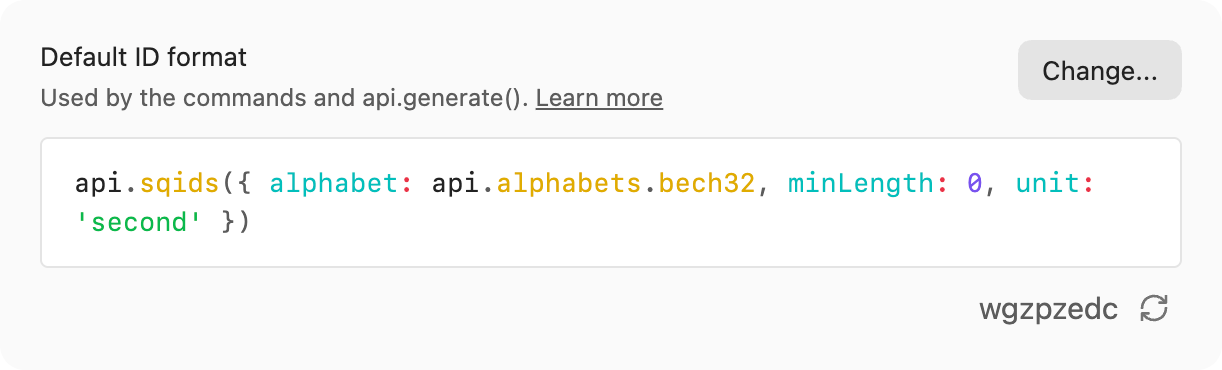 Default ID format
Change...
Used by the commands and api.generate(). Learn more
api.sqids({ alphabet: api.alphabets.bech32, minLength: 0, unit:
'second' })
wgzpzedc